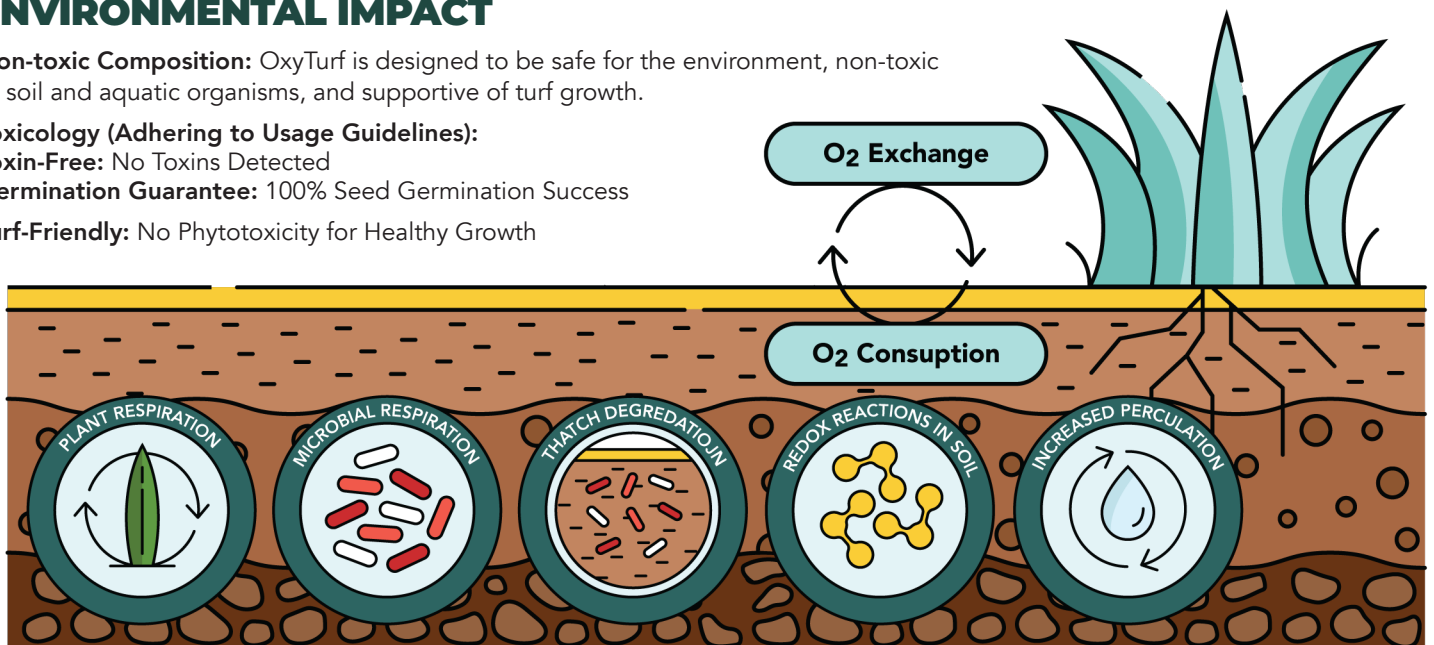 NVIRONMENTAL IMPACT
on-toxic Composition: OxyTurf is designed to be safe for the environment, non-toxic
soil and aquatic organisms, and supportive of turf growth.
oxicology (Adhering to Usage Guidelines):
oxin-Free: No Toxins Detected
ermination Guarantee: 100% Seed Germination Success
urf-Friendly: No Phytotoxicity for Healthy Growth
O2 Exchange
O2 Consuption
PLANT RESPIRATION
MICROBIAL RESPIRATION
THATCH DEGREDATIOJN
REDOX REACTIONS IN SOIL
INCREASED PERCULATION